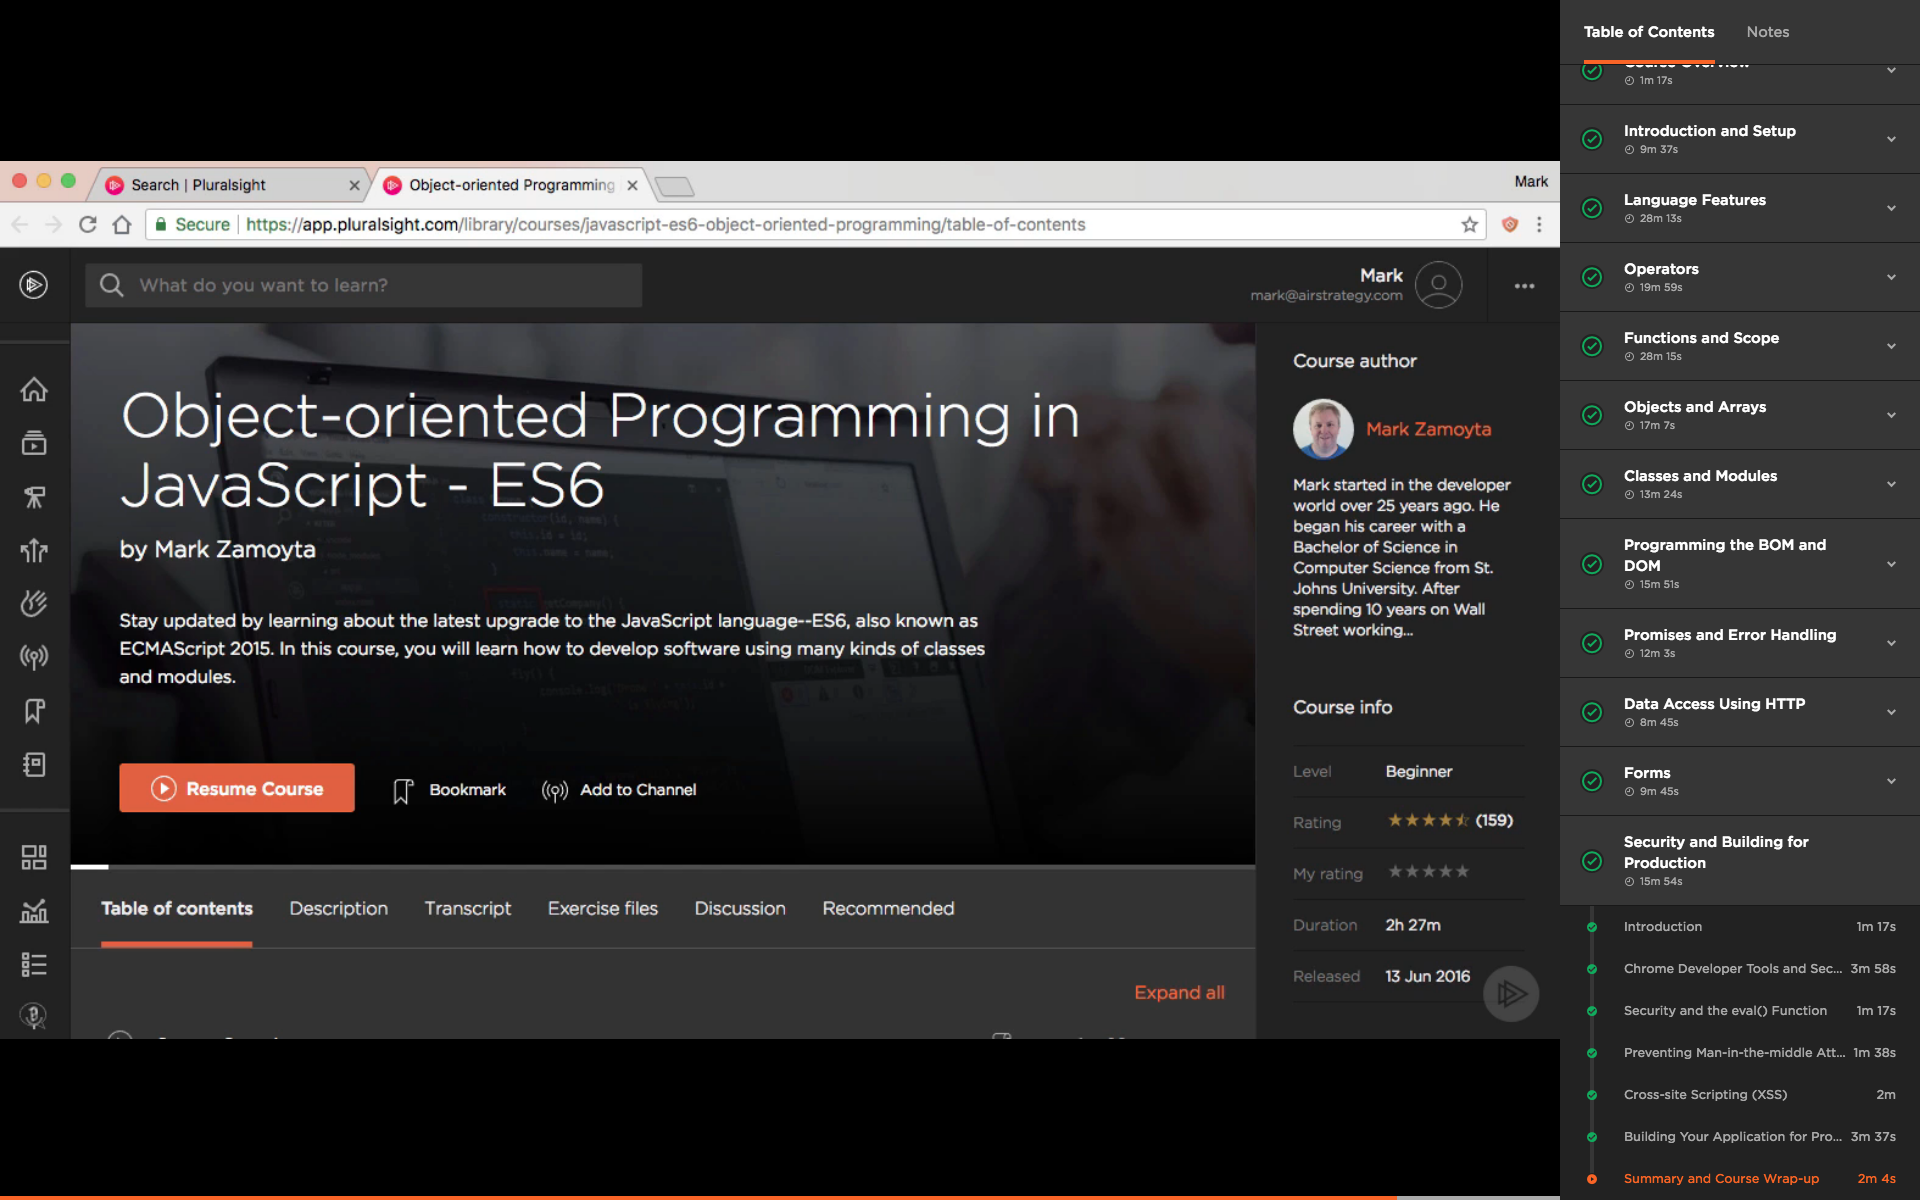 Search | Pluralsight
Object-oriented Programming
Mark
Secure
https://app.pluralsight.com/library/courses/javascript-es6-object-oriented-programming/table-of-contents
What do you want to learn?
Mark
mark@airstrategy.com
Object-oriented Programming in
JavaScript - ES6
by Mark Zamoyta
Stay updated by learning about the latest upgrade to the JavaScript language--ES6, also known as
ECMAScript 2015. In this course, you will learn how to develop software using many kinds of classes
and modules.
Resume Course
Bookmark
Add to Channel
Table of contents
Description
Transcript
Exercise files
Discussion
Recommended
Expand all
Course author
Mark Zamoyta
Mark started in the developer
world over 25 years ago. He
began his career with a
Bachelor of Science in
Computer Science from St.
Johns University. After
spending 10 years on Wall
Street working...
Course info
Level Beginner
Rating (159)
My rating
Duration 2h 27m
Released 13 Jun 2016
Table of Contents
Notes
Course Overview
1m 17s
Introduction and Setup
9m 37s
Language Features
28m 13s
Operators
19m 59s
Functions and Scope
28m 15s
Objects and Arrays
17m 7s
Classes and Modules
13m 24s
Programming the BOM and
DOM
15m 51s
Promises and Error Handling
12m 3s
Data Access Using HTTP
8m 45s
Forms
9m 45s
Security and Building for
Production
15m 54s
Introduction 1m 17s
Chrome Developer Tools and Sec... 3m 58s
Security and the eval() Function 1m 17s
Preventing Man-in-the-middle Att... 1m 38s
Cross-site Scripting (XSS) 2m
Building Your Application for Pro... 3m 37s
Summary and Course Wrap-up 2m 4s